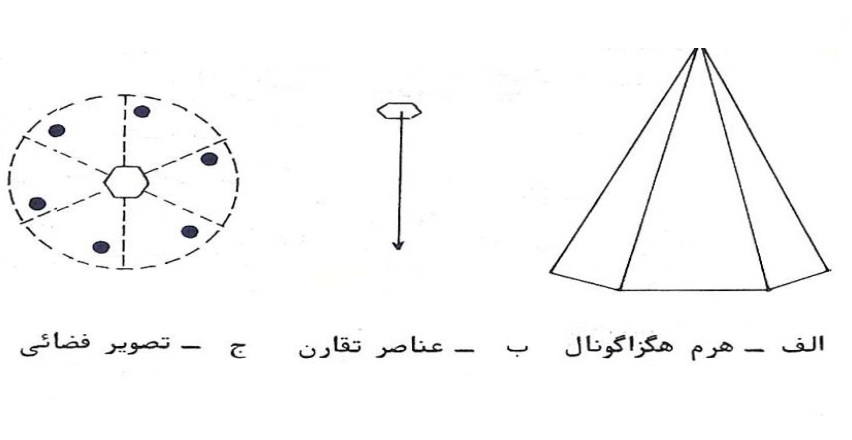 الف ــ هرم هگزاگونال   ب ــ عناصر تقارن   ج ــ تصویر فضائی